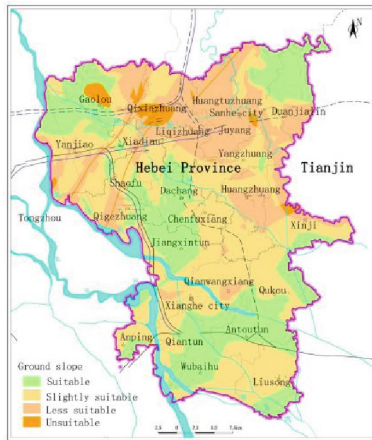 N
Gaolou
Qixinzhuang
Huangtuzhuang
Sanhe city
Duanjialin
Liqizhuang
Juyang
Yanjiao
Xiadian
Yangzhuang
Hebei Province
Tianjin
Shaofu
Dachang
Huangzhuang
Tongzhou
Qigezhuang
Chenfuxiang
Xinji
Jiangxintun
Qianwangxiang
Qukou
Xianghe city
Anping
Qiantun
Antoutun
Wubaihu
Liusong
Ground slope
Suitable
Slightly suitable
Less suitable
Unsuitable